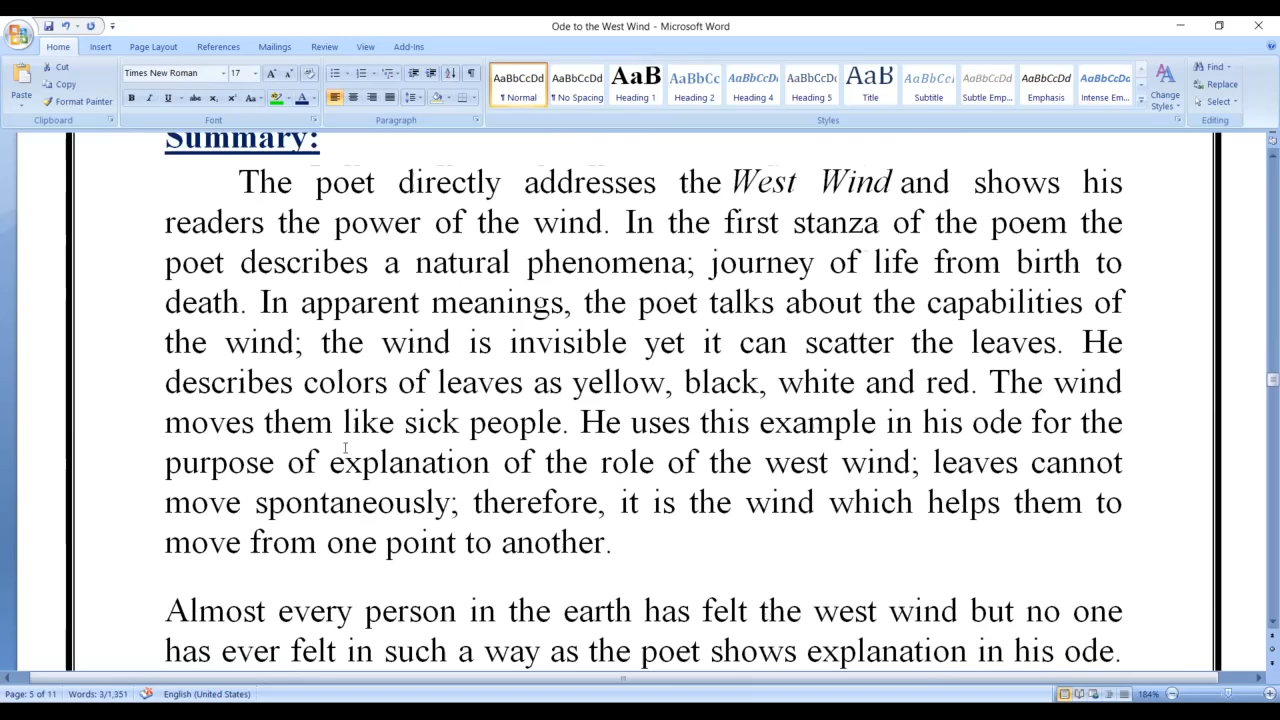 Ode to the West Wind - Microsoft Word
Home Insert Page Layout References Mailings Review View Add-Ins
Paste
Cut
Copy
Format Painter
Clipboard
Times New Roman 17
Font
Paragraph
AaBbCcDd AaBbCcDd AaB AaBbCc AaBbCcDd AaBbCcDc AaB AaBbCcl AaBbCcDd AaBbCcDd AaBbCcDd
¶ Normal ¶ No Spacing Heading 1 Heading 2 Heading 4 Heading 5 Title Subtitle Subtle Emp... Emphasis Intense Em...
Change
Styles
Styles
Find
Replace
Select
Editing
Summary:
The poet directly addresses the West Wind and shows his
readers the power of the wind. In the first stanza of the poem the
poet describes a natural phenomena; journey of life from birth to
death. In apparent meanings, the poet talks about the capabilities of
the wind; the wind is invisible yet it can scatter the leaves. He
describes colors of leaves as yellow, black, white and red. The wind
moves them like sick people. He uses this example in his ode for the
purpose of explanation of the role of the west wind; leaves cannot
move spontaneously; therefore, it is the wind which helps them to
move from one point to another.
Almost every person in the earth has felt the west wind but no one
has ever felt in such a way as the poet shows explanation in his ode.
Page: 5 of 11 Words: 3/1,351 English (United States) 184%